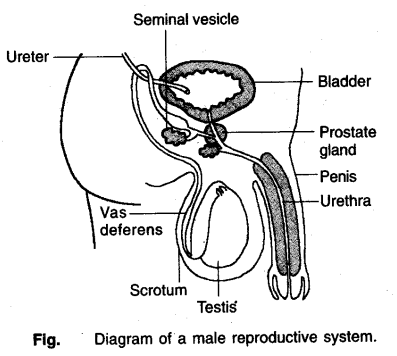 Seminal vesicle
Ureter
Bladder
Prostate
gland
Penis
Urethra
Vas
deferens
Scrotum
Testis
Fig. Diagram of a male reproductive system.